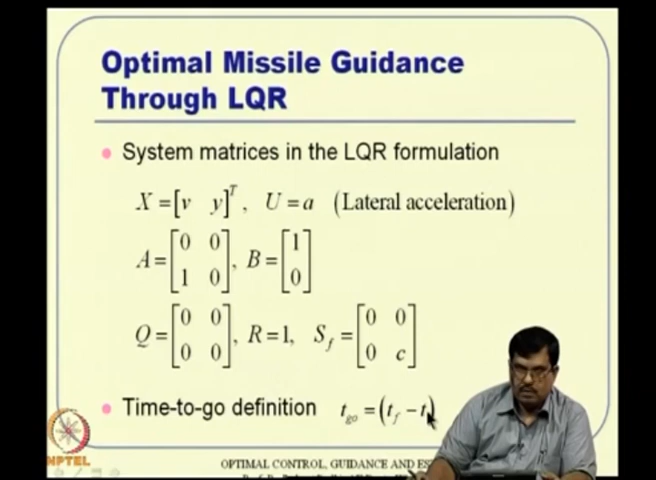 Optimal Missile Guidance
Through LQR
System matrices in the LQR formulation
X = [v y]^T, U = a (Lateral acceleration)
A = [0 0; 1 0], B = [1; 0]
Q = [0 0; 0 0], R = 1, S_f = [0 0; 0 c]
Time-to-go definition t_go = (t_f − t)
NPTEL
OPTIMAL CONTROL, GUIDANCE AND